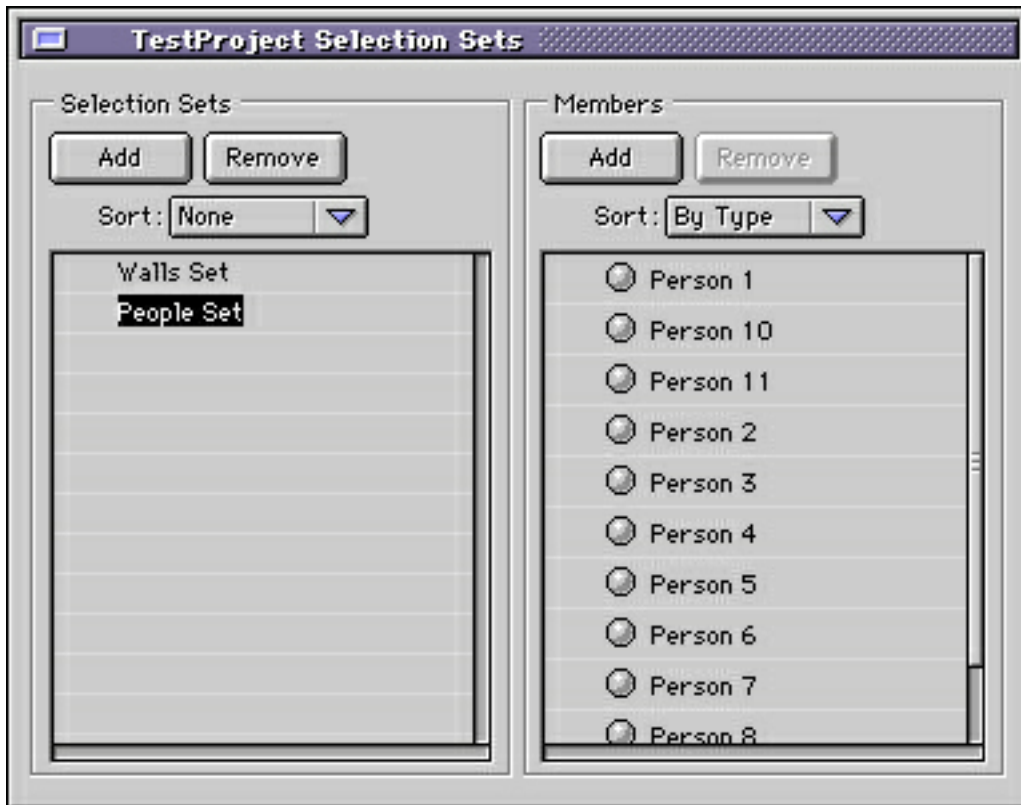 TestProject Selection Sets
Selection Sets
Add
Remove
Sort: None
Walls Set
People Set
Members
Add
Remove
Sort: By Type
Person 1
Person 10
Person 11
Person 2
Person 3
Person 4
Person 5
Person 6
Person 7
Person 8